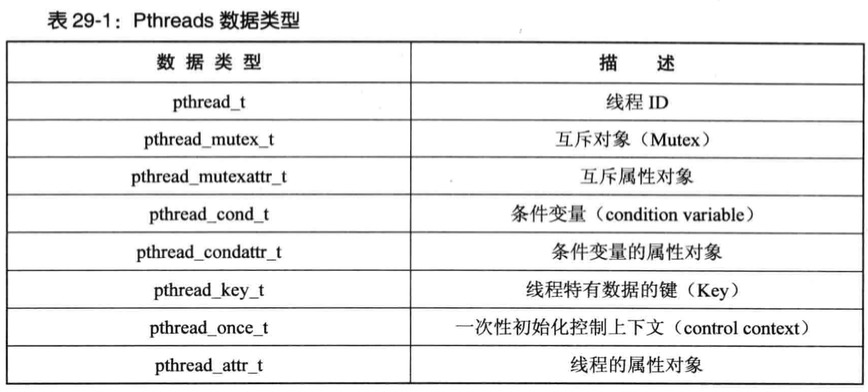 表 29-1：Pthreads 数据类型
数 据 类 型 描 述
pthread_t 线程 ID
pthread_mutex_t 互斥对象（Mutex）
pthread_mutexattr_t 互斥属性对象
pthread_cond_t 条件变量（condition variable）
pthread_condattr_t 条件变量的属性对象
pthread_key_t 线程特有数据的键（Key）
pthread_once_t 一次性初始化控制上下文（control context）
pthread_attr_t 线程的属性对象